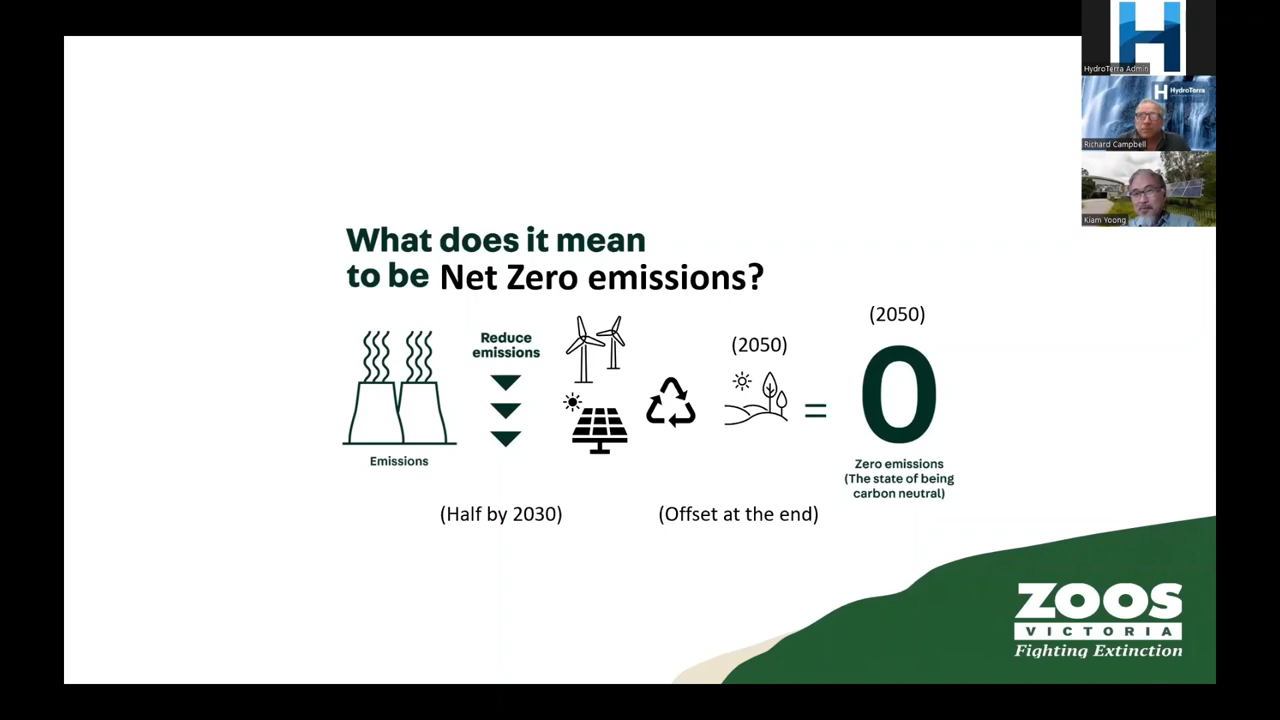 HydroTerra Admin
HydroTerra
Richard Campbell
Kiam Yoong
What does it mean
to be Net Zero emissions?
(2050)
(2050)
Reduce
emissions
0
=
Emissions
Zero emissions
(The state of being
carbon neutral)
(Half by 2030)
(Offset at the end)
ZOOS
VICTORIA
Fighting Extinction